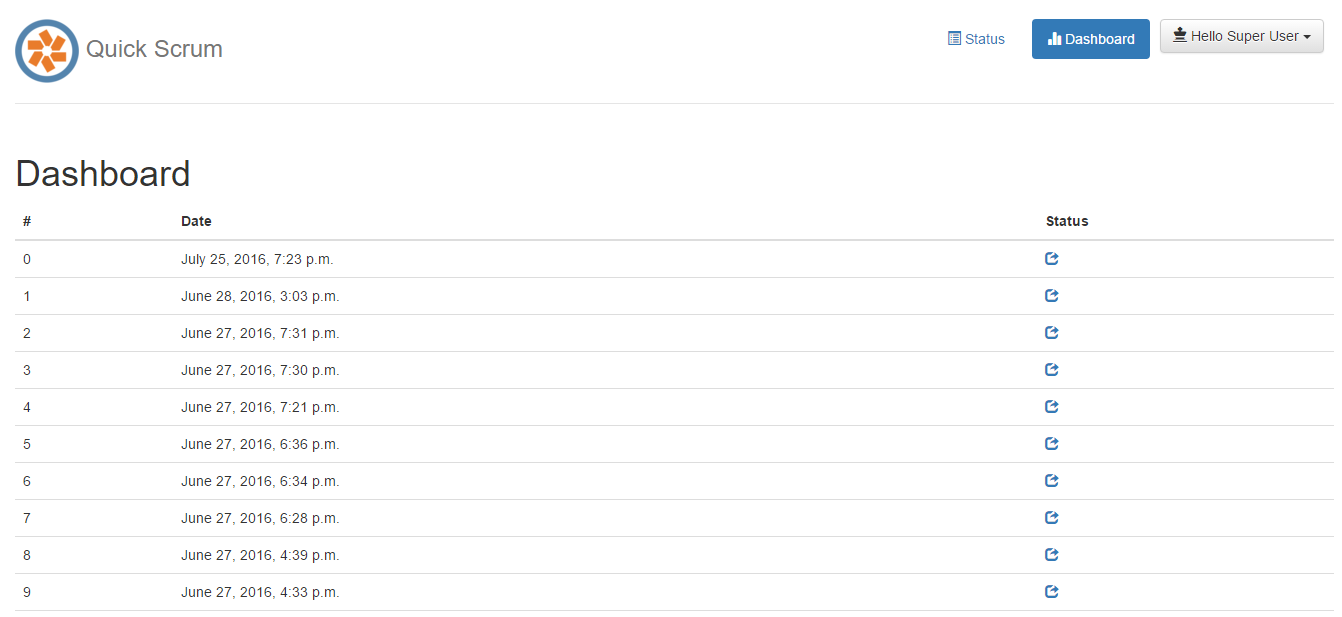 Quick Scrum
Status
Dashboard
Hello Super User
Dashboard
# Date Status
0 July 25, 2016, 7:23 p.m.
1 June 28, 2016, 3:03 p.m.
2 June 27, 2016, 7:31 p.m.
3 June 27, 2016, 7:30 p.m.
4 June 27, 2016, 7:21 p.m.
5 June 27, 2016, 6:36 p.m.
6 June 27, 2016, 6:34 p.m.
7 June 27, 2016, 6:28 p.m.
8 June 27, 2016, 4:39 p.m.
9 June 27, 2016, 4:33 p.m.